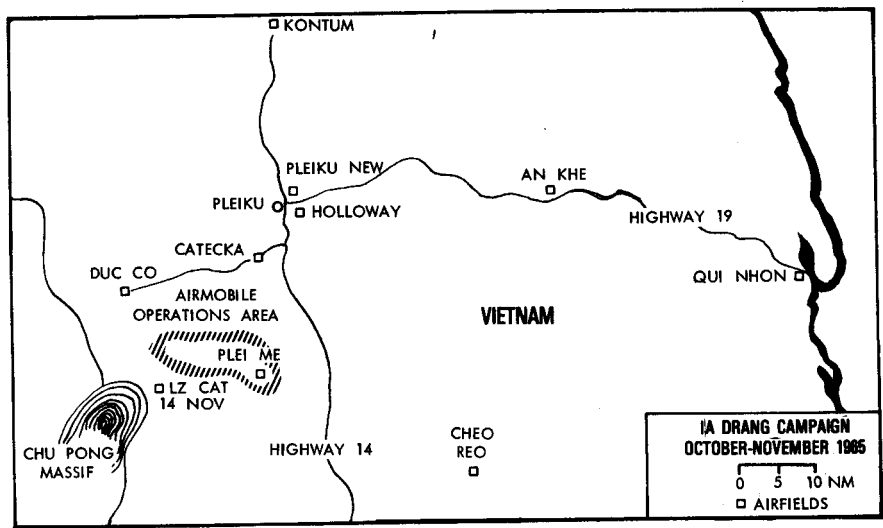 KONTUM
PLEIKU NEW
AN KHE
PLEIKU
HOLLOWAY
HIGHWAY 19
CATECKA
DUC CO
QUI NHON
AIRMOBILE
OPERATIONS AREA
VIETNAM
PLEI ME
LZ CAT
14 NOV
CHU PONG
MASSIF
HIGHWAY 14
CHEO
REO
IA DRANG CAMPAIGN
OCTOBER-NOVEMBER 1965
0 5 10 NM
AIRFIELDS